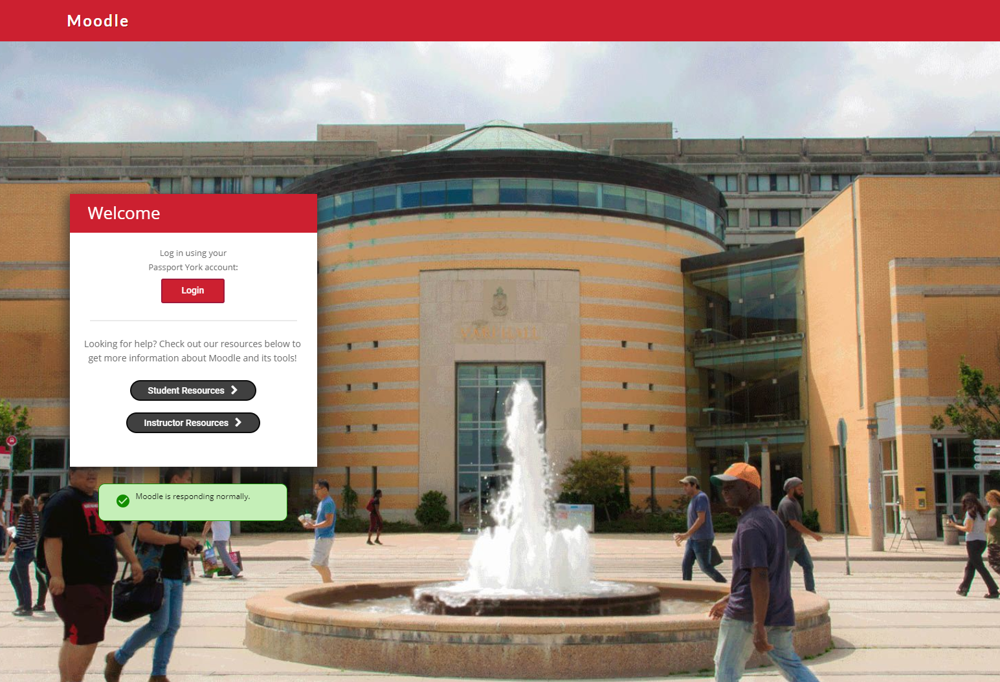 Moodle
Welcome
Log in using your
Passport York account:
Login
Looking for help? Check out our resources below to
get more information about Moodle and its tools!
Student Resources
Instructor Resources
Moodle is responding normally.
VARI HALL